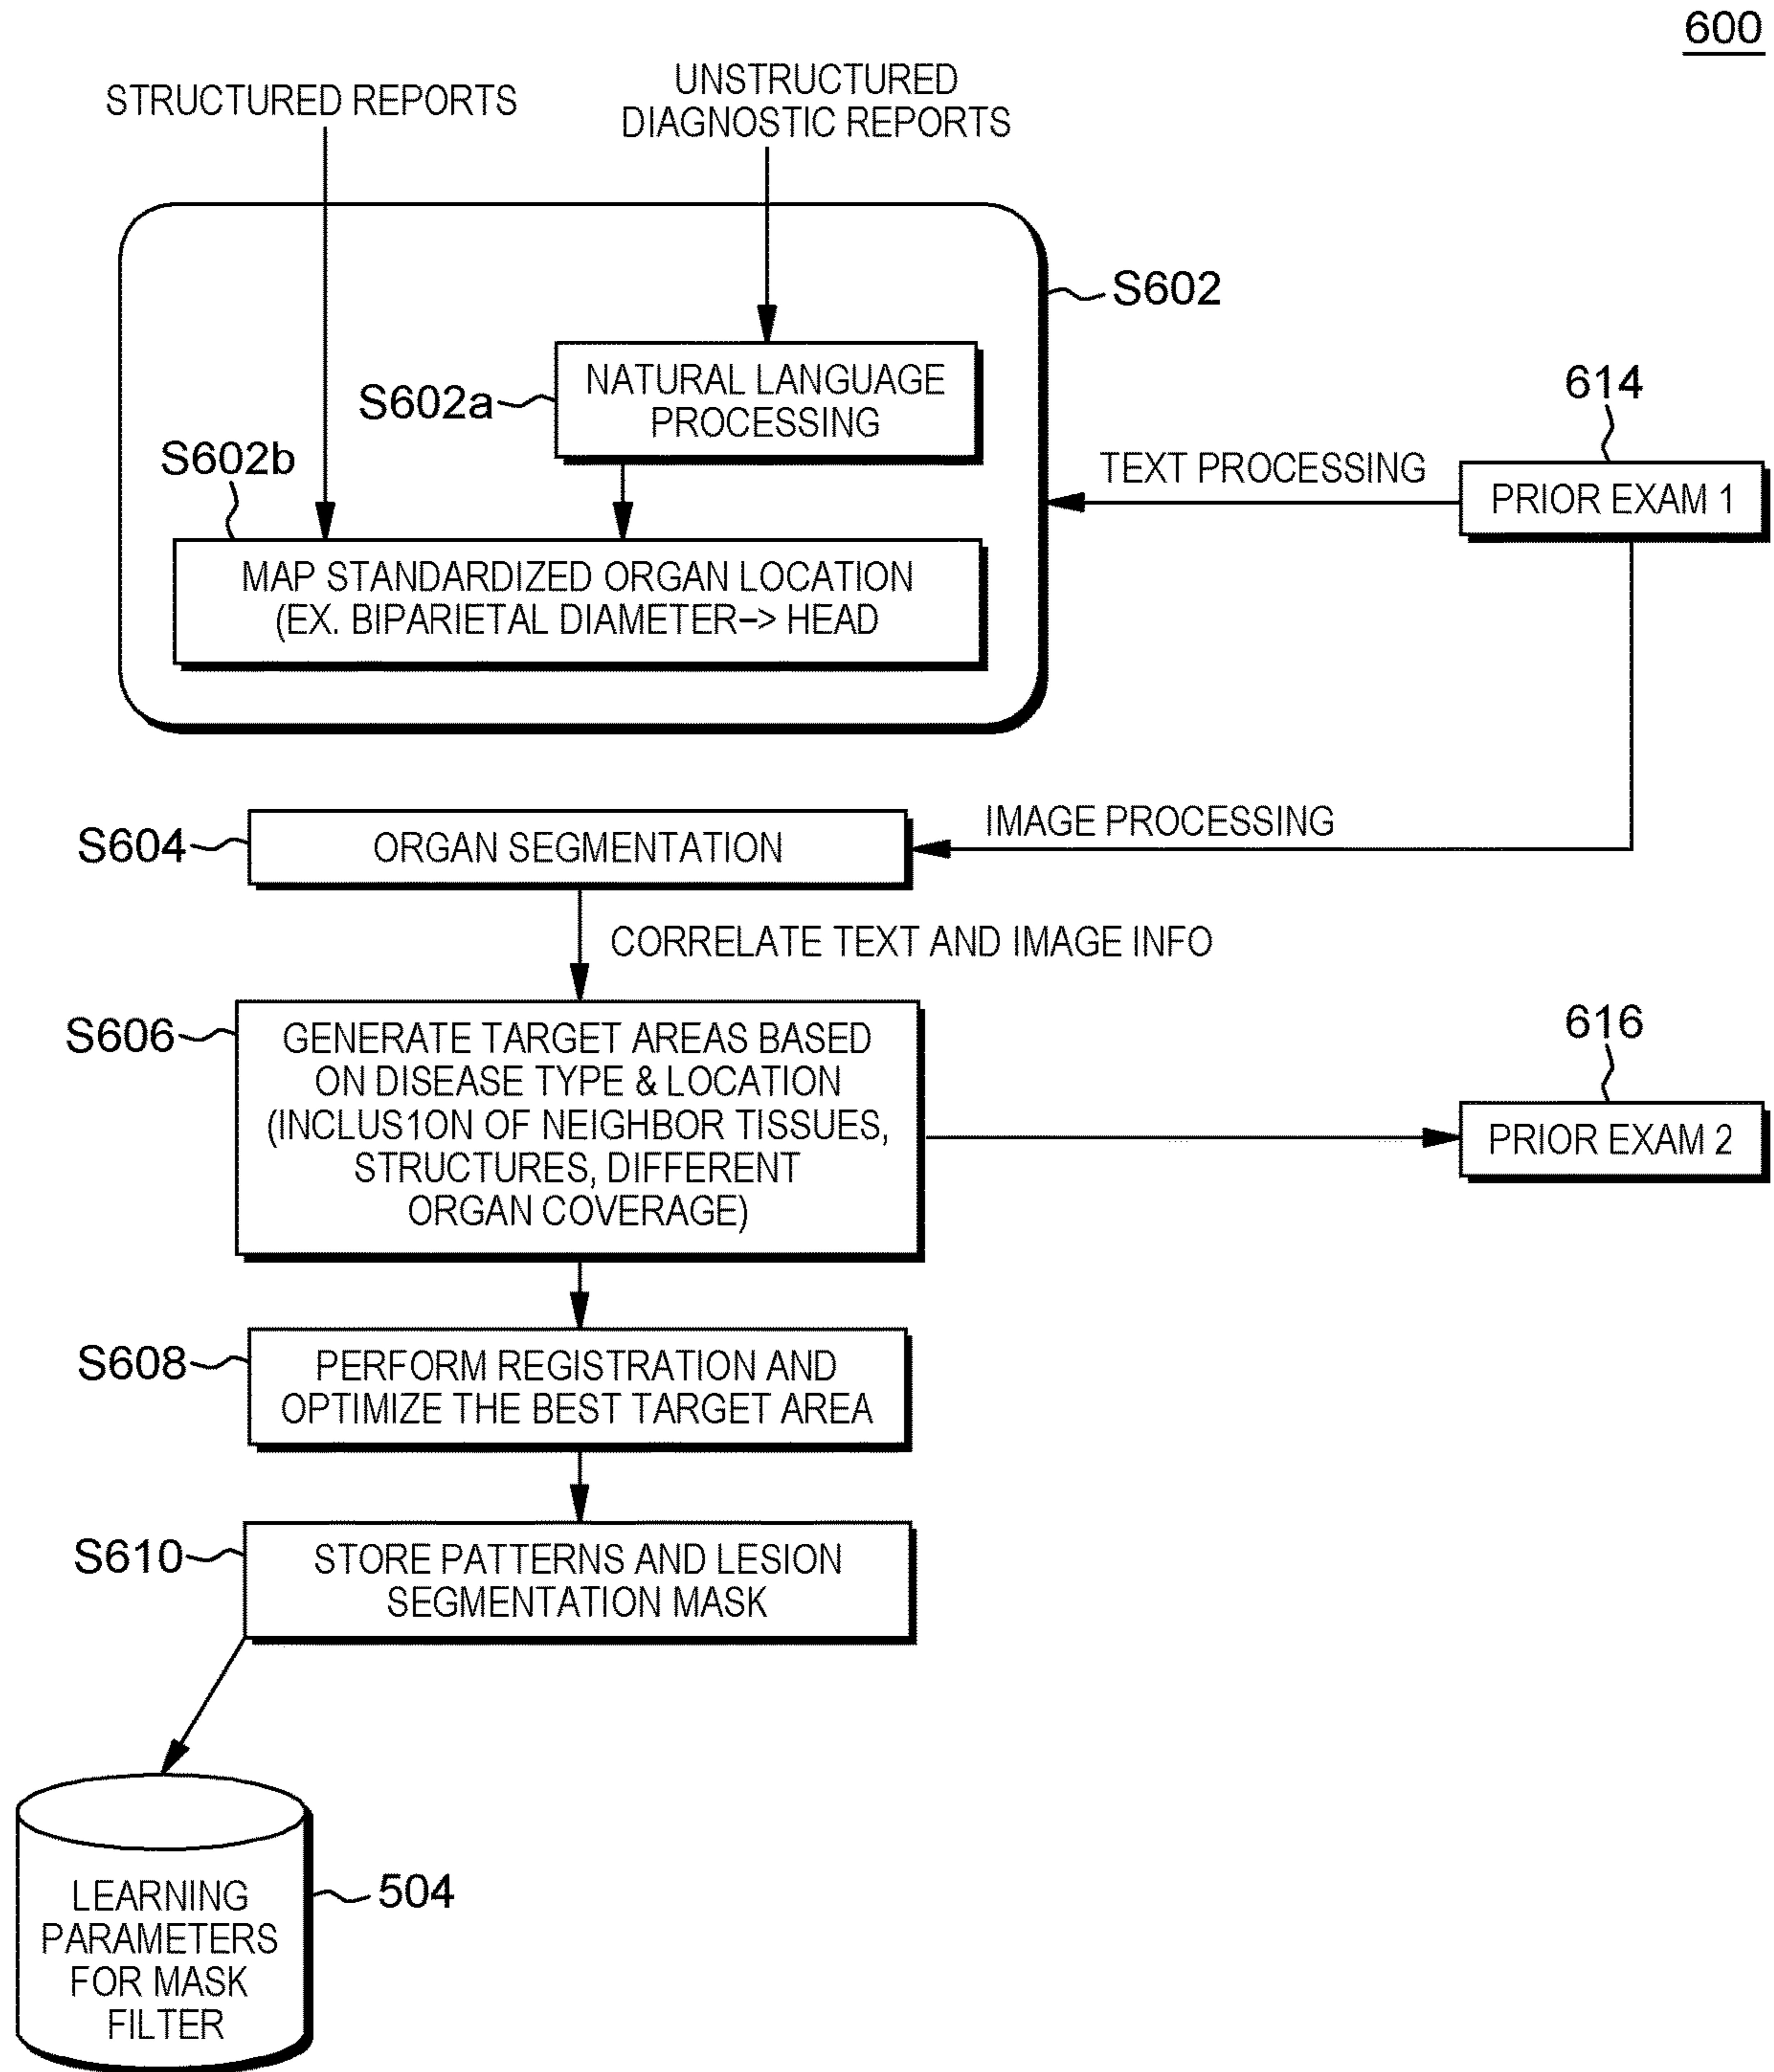 600
STRUCTURED REPORTS
UNSTRUCTURED
DIAGNOSTIC REPORTS
S602
S602a
NATURAL LANGUAGE
PROCESSING
614
S602b
TEXT PROCESSING
PRIOR EXAM 1
MAP STANDARDIZED ORGAN LOCATION
(EX. BIPARIETAL DIAMETER–> HEAD
S604
ORGAN SEGMENTATION
IMAGE PROCESSING
CORRELATE TEXT AND IMAGE INFO
S606
GENERATE TARGET AREAS BASED
ON DISEASE TYPE & LOCATION
(INCLUS1ON OF NEIGHBOR TISSUES,
STRUCTURES, DIFFERENT
ORGAN COVERAGE)
616
PRIOR EXAM 2
S608
PERFORM REGISTRATION AND
OPTIMIZE THE BEST TARGET AREA
S610
STORE PATTERNS AND LESION
SEGMENTATION MASK
LEARNING
PARAMETERS
FOR MASK
FILTER
504